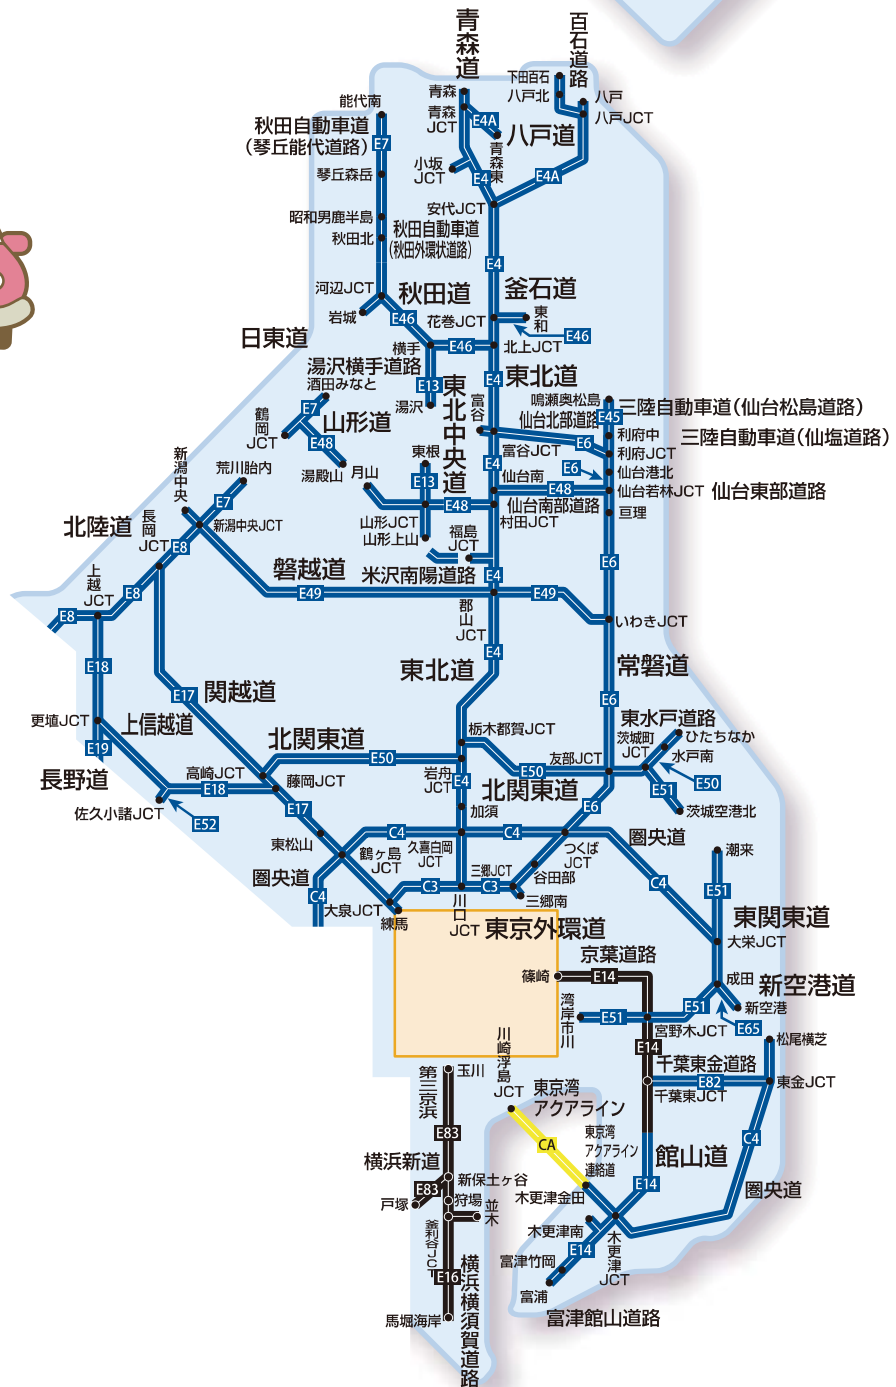 青森道
百石道路
下田百石
八戸北
八戸
八戸JCT
青森
青森JCT
E4A
青森東
八戸道
小坂JCT
E4
E4A
安代JCT
能代南
秋田自動車道
(琴丘能代道路)
E7
琴丘森岳
昭和男鹿半島
秋田北
秋田自動車道
(秋田外環状道路)
E4
河辺JCT
岩城
秋田道
E46
釜石道
花巻JCT
東和
E46
日東道
横手
E46
北上JCT
湯沢横手道路
E13
湯沢
E4
東北道
酒田みなと
E7
鶴岡JCT
山形道
E48
湯殿山
東北中央道
富谷
鳴瀬奥松島
E45
三陸自動車道(仙台松島道路)
仙台北部道路
E6
利府中
三陸自動車道(仙塩道路)
富谷JCT
利府JCT
E6
仙台港北
東根
月山
E13
E4
仙台南
E48
仙台若林JCT
仙台東部道路
E48
仙台南部道路
亘理
山形JCT
村田JCT
山形上山
福島JCT
新潟中央
荒川胎内
E7
北陸道
長岡JCT
新潟中央JCT
E8
米沢南陽道路
E4
E6
磐越道
上越JCT
E8
E49
E49
E8
郡山JCT
いわきJCT
E18
E4
東北道
常磐道
関越道
E17
E6
更埴JCT
上信越道
東水戸道路
E19
北関東道
栃木都賀JCT
茨城町JCT
ひたちなか
水戸南
長野道
高崎JCT
E50
岩舟JCT
友部JCT
E50
E50
E18
藤岡JCT
E4
北関東道
E51
佐久小諸JCT
E52
E17
加須
E6
茨城空港北
東松山
C4
C4
圏央道
鶴ヶ島JCT
久喜白岡JCT
つくばJCT
潮来
圏央道
三郷JCT
谷田部
C4
C4
C3
C3
E51
大泉JCT
川口JCT
三郷南
東関東道
練馬
東京外環道
大栄JCT
京葉道路
篠崎
E14
成田
新空港道
湾岸市川
E51
E51
新空港
宮野木JCT
E65
川崎浮島JCT
E14
松尾横芝
千葉東金道路
第三京浜
玉川
E82
東金JCT
東京湾アクアライン
千葉東JCT
E83
CA
東京湾アクアライン連絡道
C4
館山道
横浜新道
新保土ヶ谷
E83
E14
圏央道
戸塚
狩場
並木
木更津金田
釜利谷JCT
木更津南
木更津JCT
E14
E16
横浜横須賀道路
富津竹岡
富浦
馬堀海岸
富津館山道路